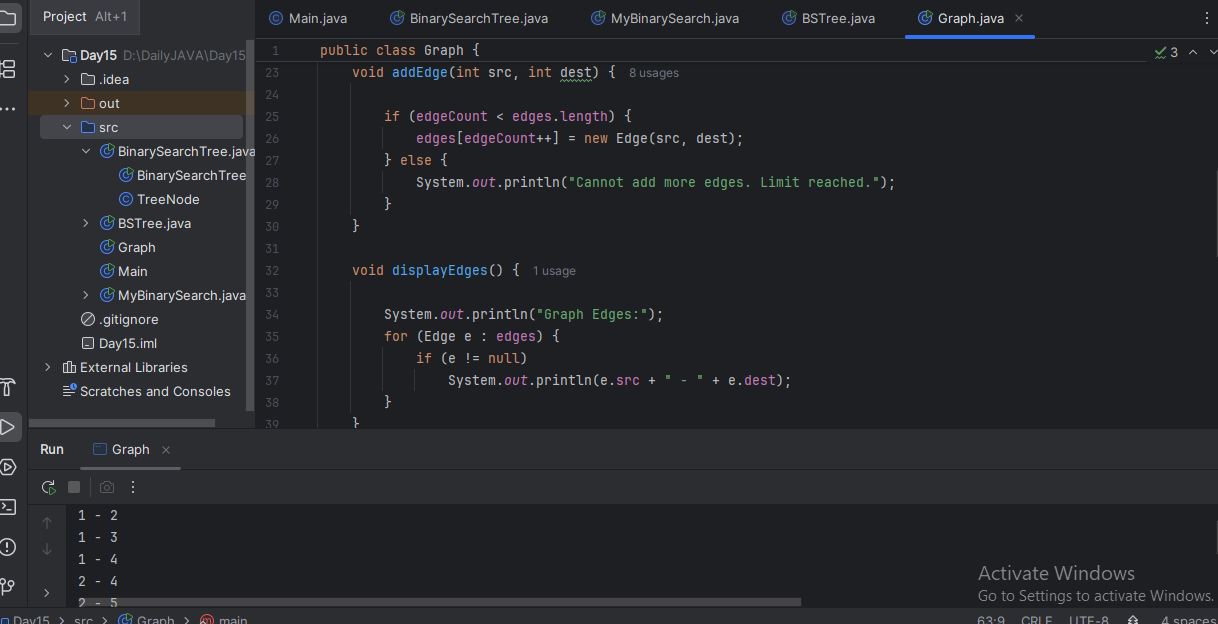 Project Alt+1
Main.java BinarySearchTree.java MyBinarySearch.java BSTree.java Graph.java
Day15 D:\DailyJAVA\Day15
.idea
out
src
BinarySearchTree.java
BinarySearchTree
TreeNode
BSTree.java
Graph
Main
MyBinarySearch.java
.gitignore
Day15.iml
External Libraries
Scratches and Consoles
3
1 public class Graph {
23 void addEdge(int src, int dest) { 8 usages
24
25 if (edgeCount < edges.length) {
26 edges[edgeCount++] = new Edge(src, dest);
27 } else {
28 System.out.println("Cannot add more edges. Limit reached.");
29 }
30 }
31
32 void displayEdges() { 1 usage
33
34 System.out.println("Graph Edges:");
35 for (Edge e : edges) {
36 if (e != null)
37 System.out.println(e.src + " - " + e.dest);
38 }
39 }
Run Graph
1 - 2
1 - 3
1 - 4
2 - 4
2 - 5
Activate Windows
Go to Settings to activate Windows.
Day15 > src > Graph > main 63:9 CRLF UTF-8 4 spaces